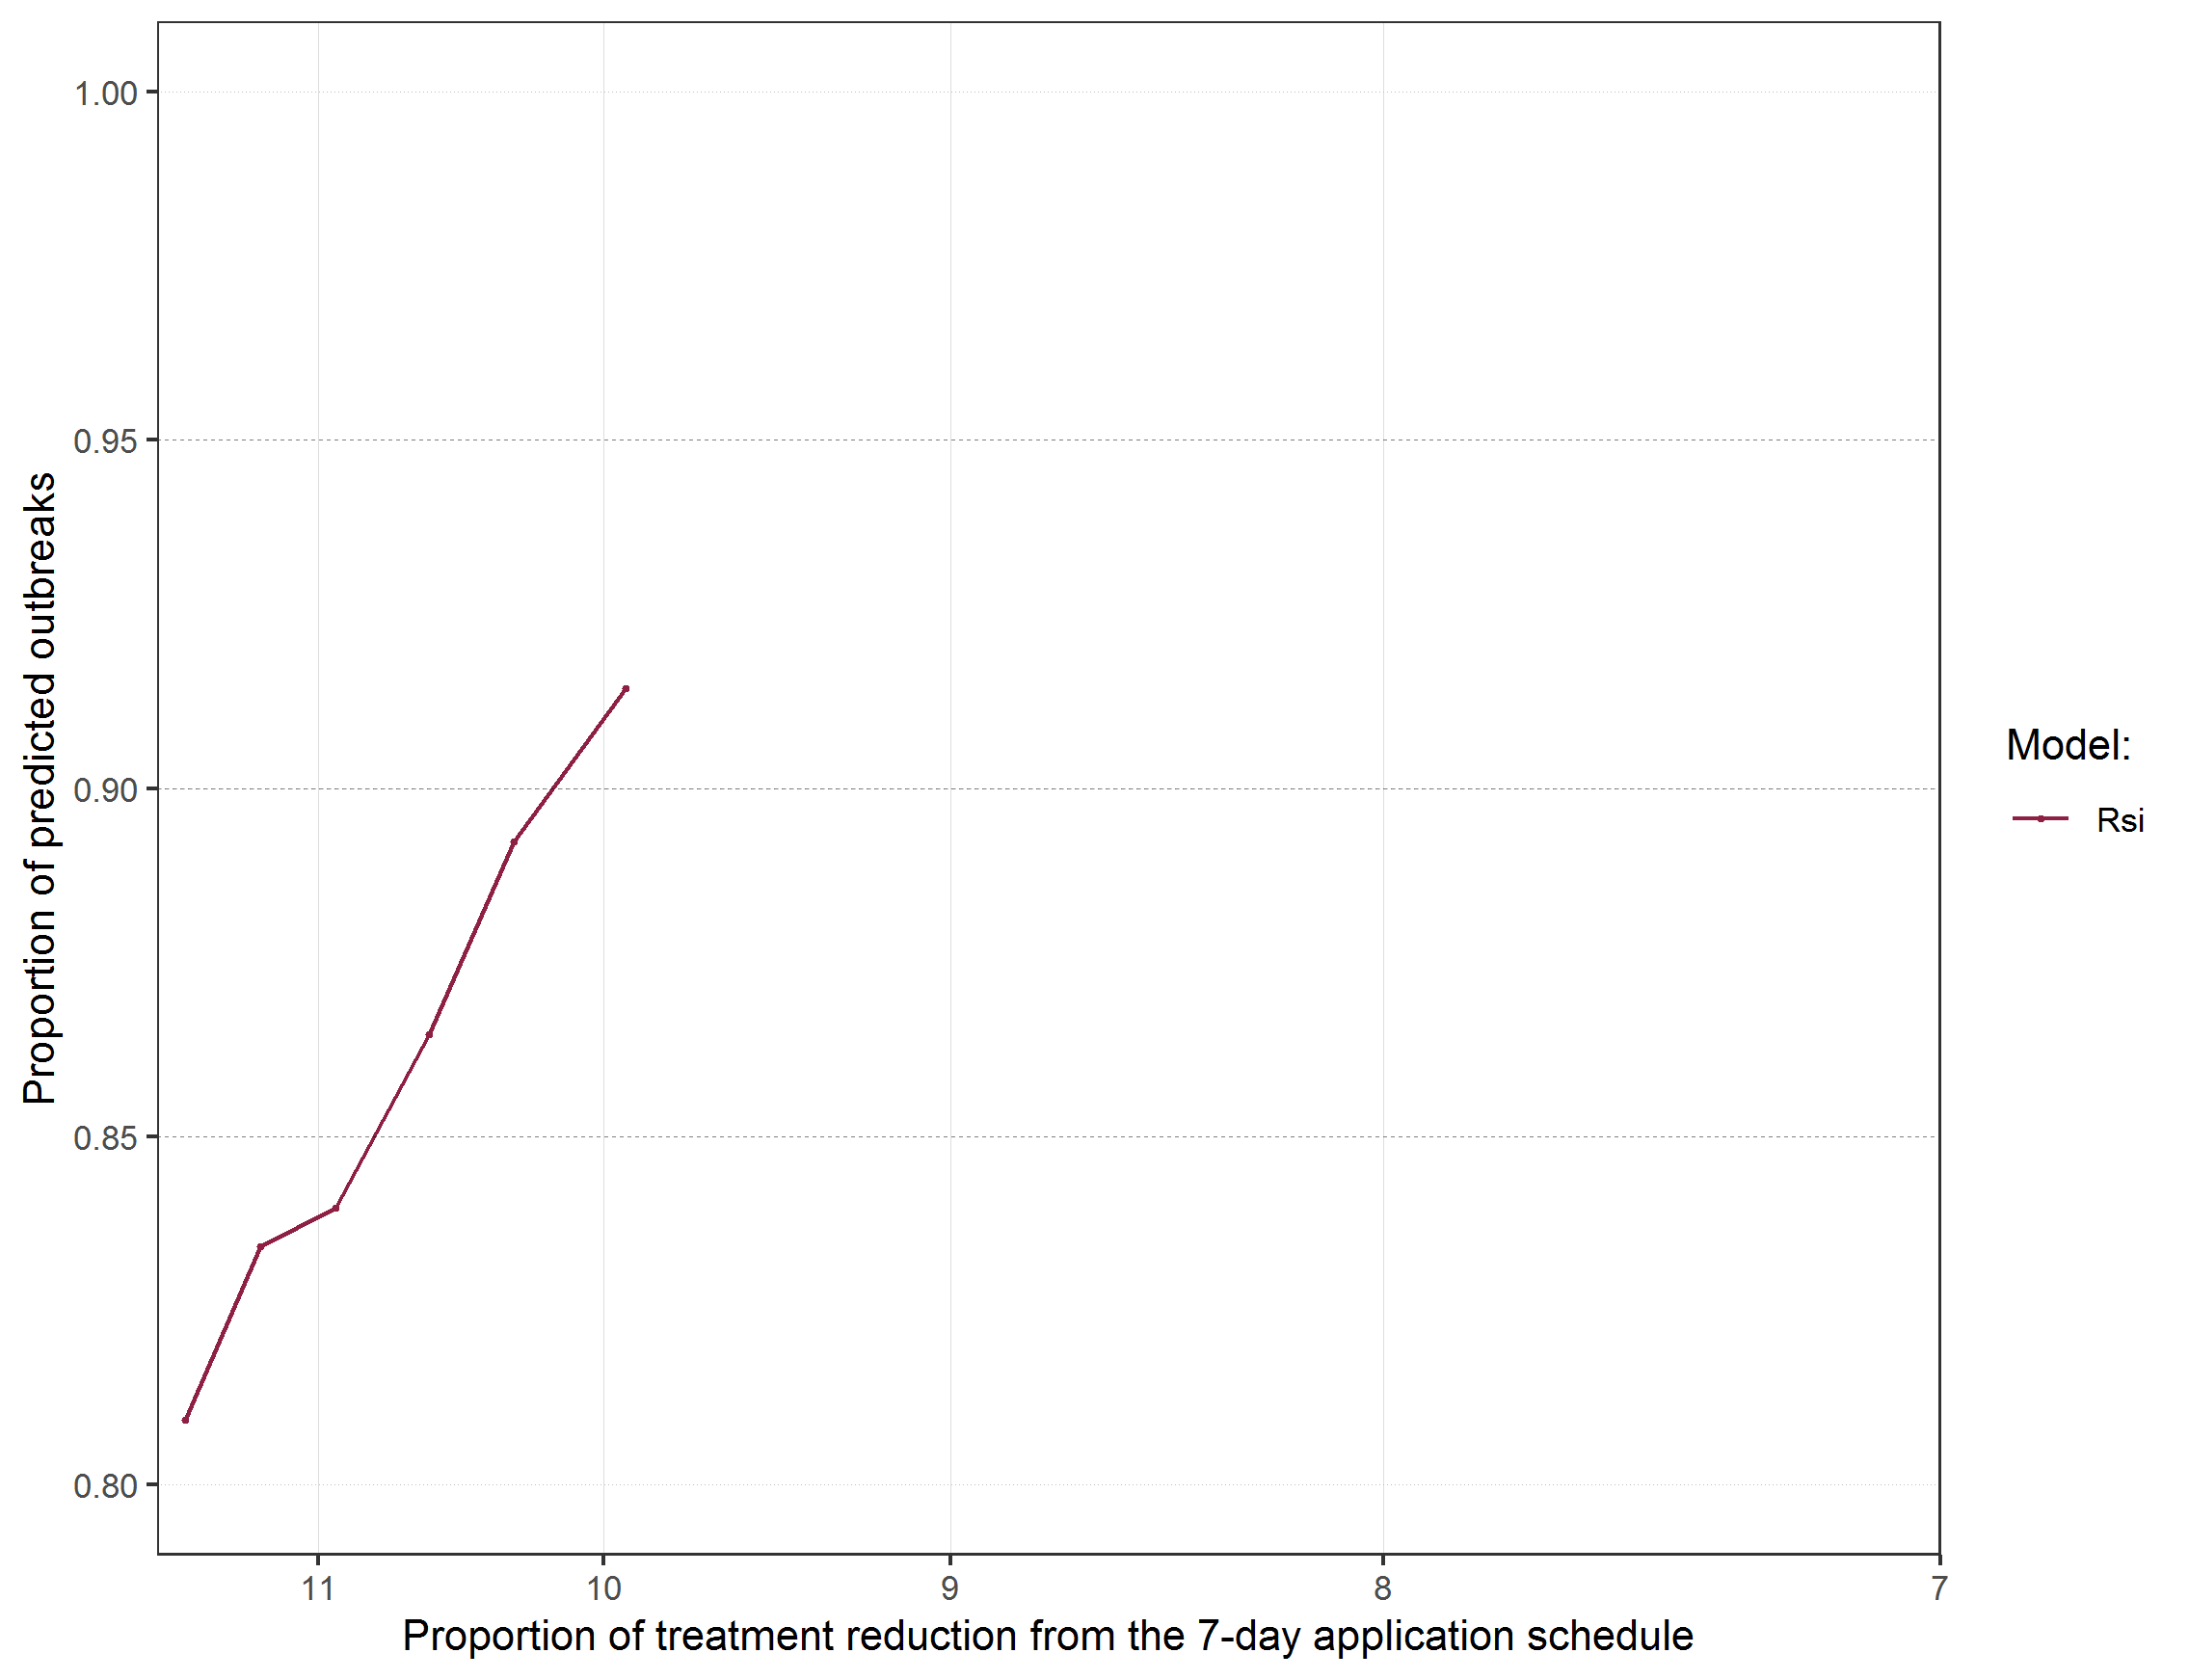 1.00
0.95
0.90
0.85
0.80
Proportion of predicted outbreaks
11 10 9 8 7
Proportion of treatment reduction from the 7-day application schedule
Model:
Rsi